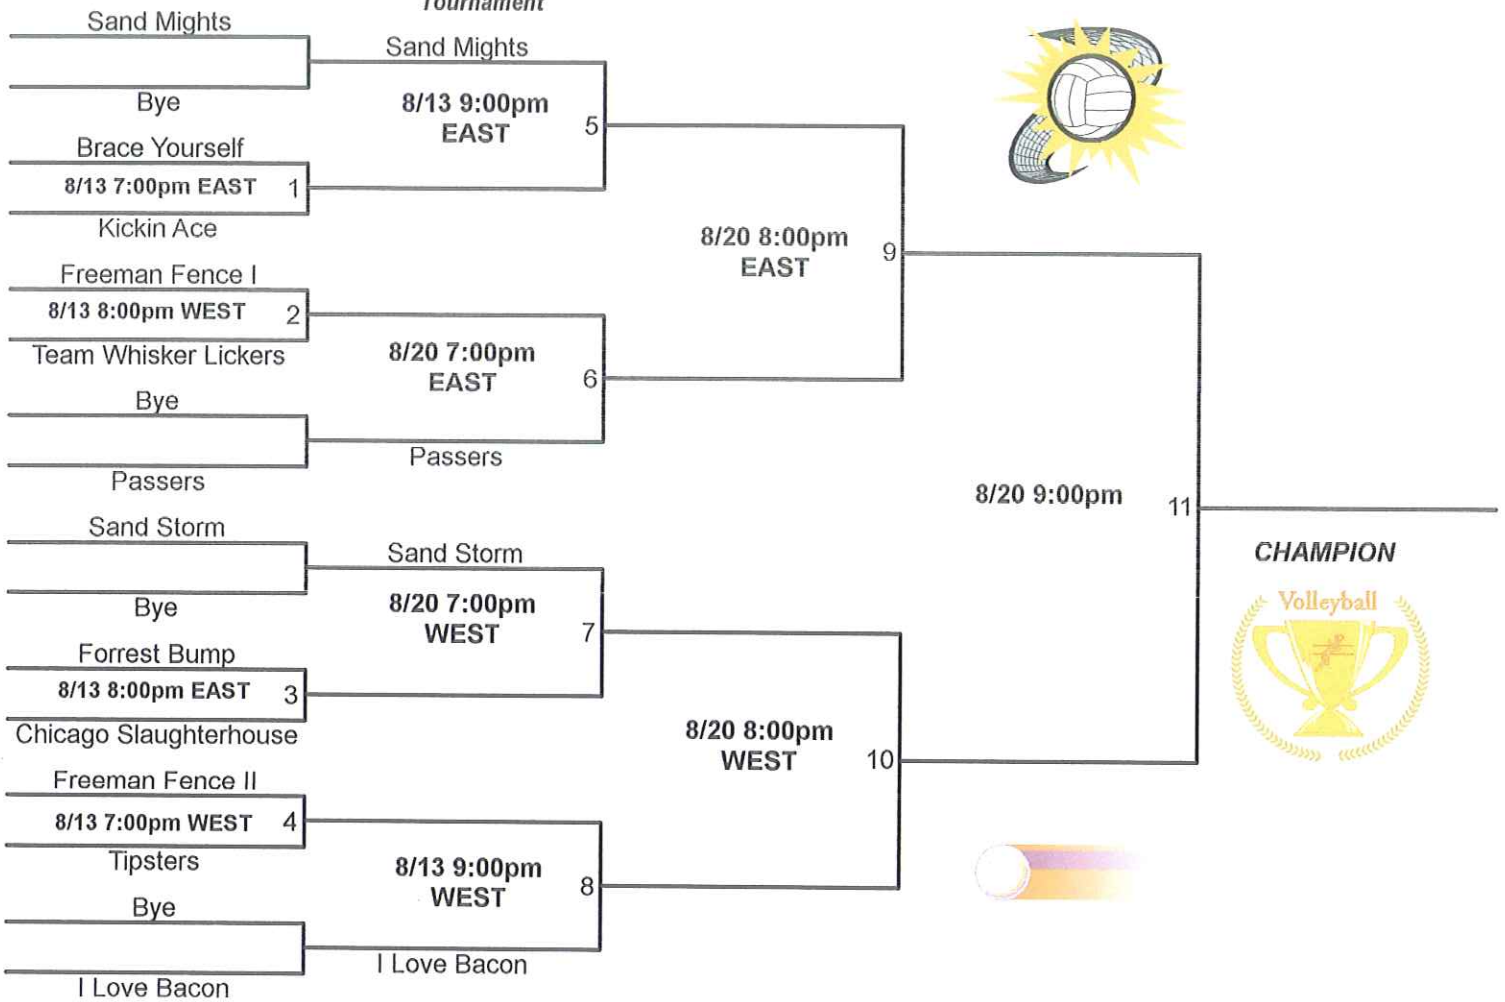 Tournament
Sand Mights
Bye
Brace Yourself
8/13 7:00pm EAST 1
Kickin Ace
Freeman Fence I
8/13 8:00pm WEST 2
Team Whisker Lickers
Bye
Passers
Sand Storm
Bye
Forrest Bump
8/13 8:00pm EAST 3
Chicago Slaughterhouse
Freeman Fence II
8/13 7:00pm WEST 4
Tipsters
Bye
I Love Bacon
Sand Mights
8/13 9:00pm
EAST
5
8/20 7:00pm
EAST
6
Passers
Sand Storm
8/20 7:00pm
WEST
7
8/13 9:00pm
WEST
8
I Love Bacon
8/20 8:00pm
EAST
9
8/20 8:00pm
WEST
10
8/20 9:00pm
11
CHAMPION
Volleyball